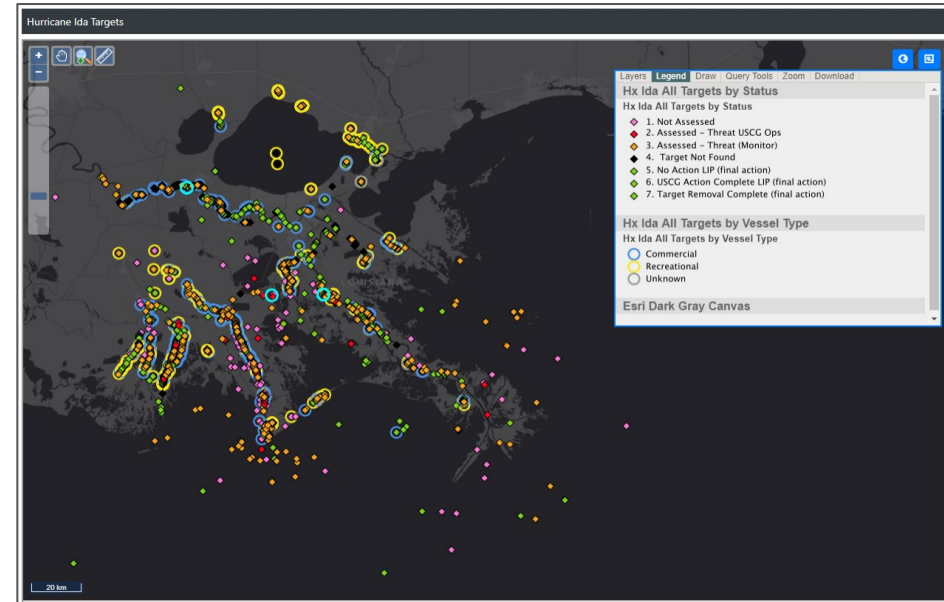 Hurricane Ida Targets
+
−
Layers Legend Draw Query Tools Zoom Download
Hx Ida All Targets by Status
Hx Ida All Targets by Status
1. Not Assessed
2. Assessed - Threat USCG Ops
3. Assessed - Threat (Monitor)
4. Target Not Found
5. No Action LIP (final action)
6. USCG Action Complete LIP (final action)
7. Target Removal Complete (final action)
Hx Ida All Targets by Vessel Type
Hx Ida All Targets by Vessel Type
Commercial
Recreational
Unknown
Esri Dark Gray Canvas
20 km